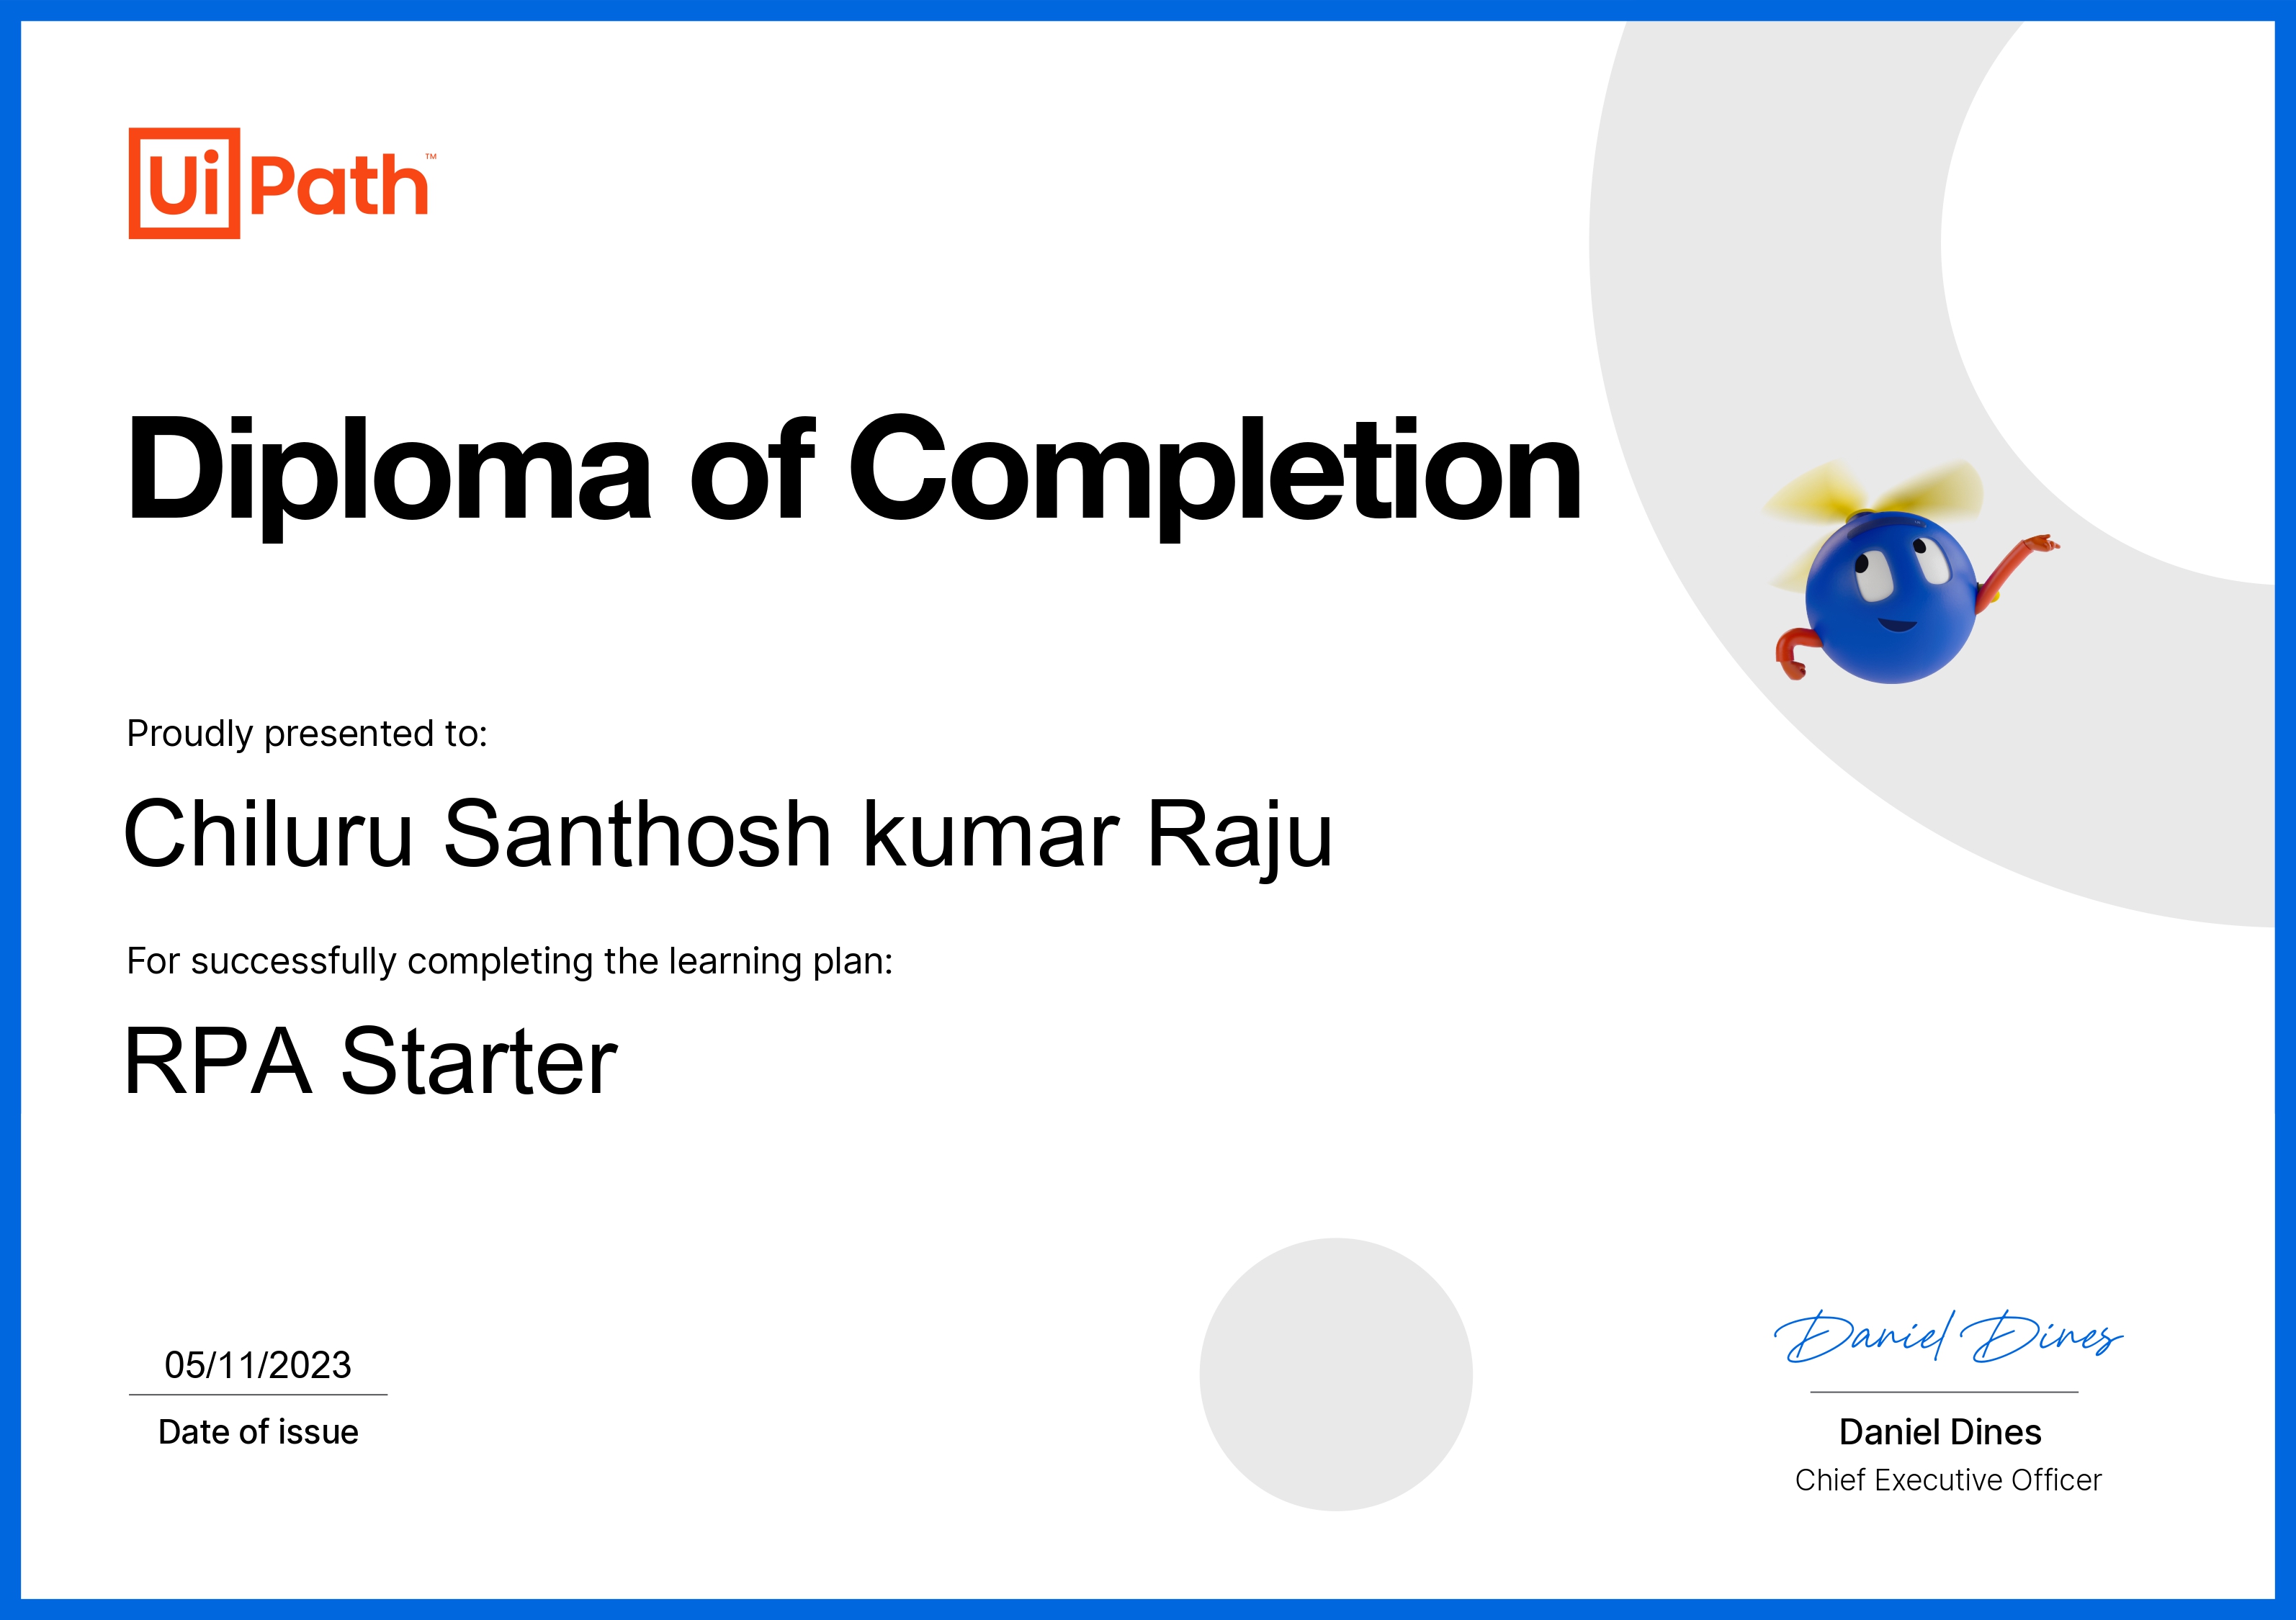 UiPath™
Diploma of Completion
Proudly presented to:
Chiluru Santhosh kumar Raju
For successfully completing the learning plan:
RPA Starter
05/11/2023
Date of issue
Daniel Dines
Daniel Dines
Chief Executive Officer